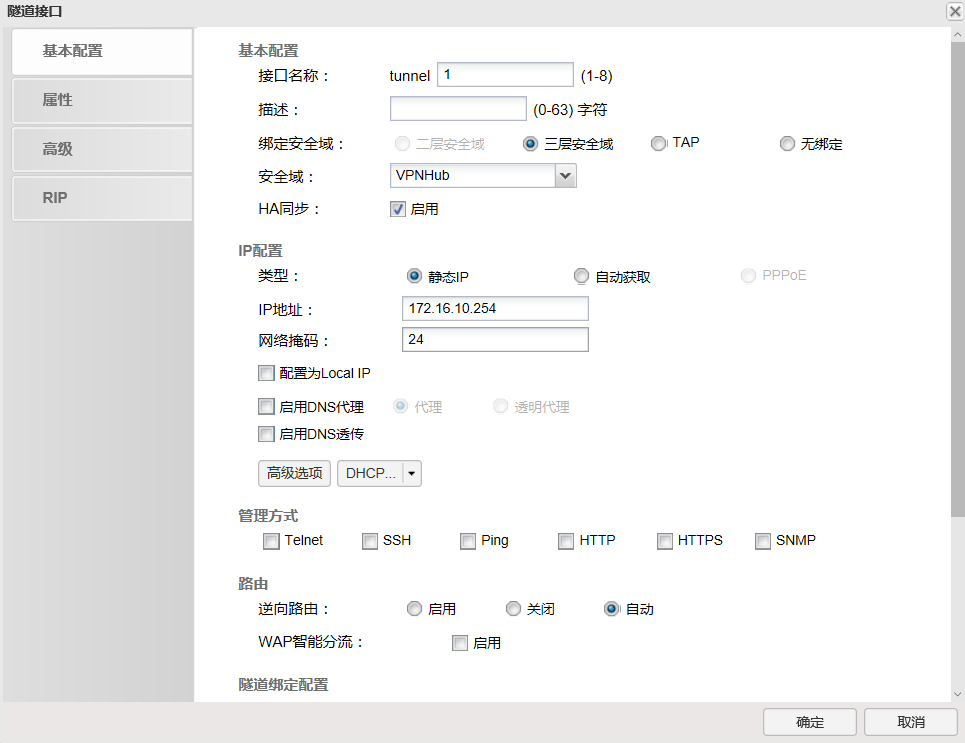 隧道接口
基本配置
属性
高级
RIP
基本配置
接口名称： tunnel 1 (1-8)
描述： (0-63) 字符
绑定安全域： 二层安全域 三层安全域 TAP 无绑定
安全域： VPNHub
HA同步： 启用
IP配置
类型： 静态IP 自动获取 PPPoE
IP地址： 172.16.10.254
网络掩码： 24
配置为Local IP
启用DNS代理 代理 透明代理
启用DNS透传
高级选项 DHCP...
管理方式
Telnet SSH Ping HTTP HTTPS SNMP
路由
逆向路由： 启用 关闭 自动
WAP智能分流： 启用
隧道绑定配置
确定 取消